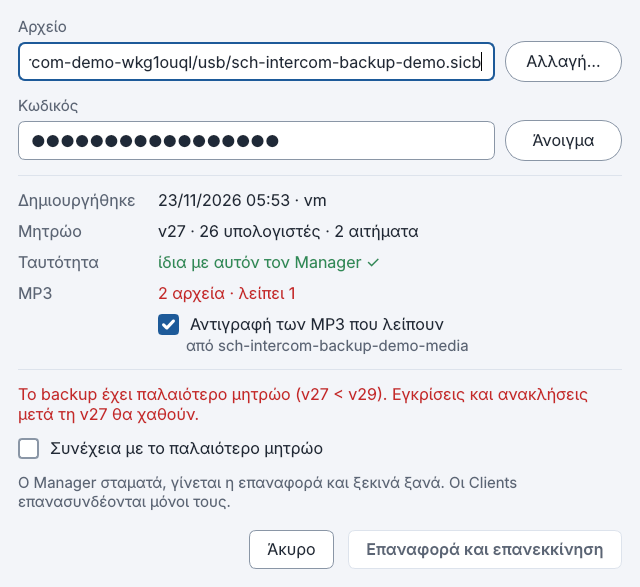 Αρχείο
com-demo-wkg1ouql/usb/sch-intercom-backup-demo.sicb
Αλλαγή...
Κωδικός
●●●●●●●●●●●●●●●●●
Άνοιγμα
Δημιουργήθηκε 23/11/2026 05:53 · vm
Μητρώο v27 · 26 υπολογιστές · 2 αιτήματα
Ταυτότητα ίδια με αυτόν τον Manager ✓
MP3 2 αρχεία · λείπει 1
Αντιγραφή των MP3 που λείπουν
από sch-intercom-backup-demo-media
Το backup έχει παλαιότερο μητρώο (v27 < v29). Εγκρίσεις και ανακλήσεις
μετά τη v27 θα χαθούν.
Συνέχεια με το παλαιότερο μητρώο
Ο Manager σταματά, γίνεται η επαναφορά και ξεκινά ξανά. Οι Clients
επανασυνδέονται μόνοι τους.
Άκυρο
Επαναφορά και επανεκκίνηση